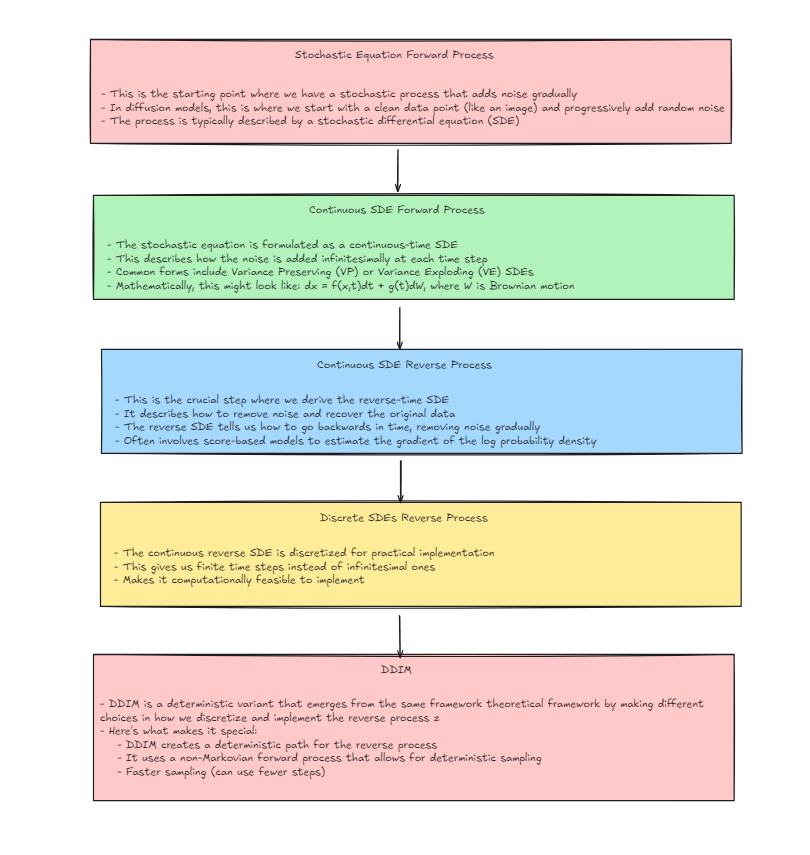 Stochastic Equation Forward Process
- This is the starting point where we have a stochastic process that adds noise gradually
- In diffusion models, this is where we start with a clean data point (like an image) and progressively add random noise
- The process is typically described by a stochastic differential equation (SDE)
Continuous SDE Forward Process
- The stochastic equation is formulated as a continuous-time SDE
- This describes how the noise is added infinitesimally at each time step
- Common forms include Variance Preserving (VP) or Variance Exploding (VE) SDEs
- Mathematically, this might look like: dx = f(x,t)dt + g(t)dW, where W is Brownian motion
Continuous SDE Reverse Process
- This is the crucial step where we derive the reverse-time SDE
- It describes how to remove noise and recover the original data
- The reverse SDE tells us how to go backwards in time, removing noise gradually
- Often involves score-based models to estimate the gradient of the log probability density
Discrete SDEs Reverse Process
- The continuous reverse SDE is discretized for practical implementation
- This gives us finite time steps instead of infinitesimal ones
- Makes it computationally feasible to implement
DDIM
- DDIM is a deterministic variant that emerges from the same framework theoretical framework by making different
choices in how we discretize and implement the reverse process z
- Here's what makes it special:
- DDIM creates a deterministic path for the reverse process
- It uses a non-Markovian forward process that allows for deterministic sampling
- Faster sampling (can use fewer steps)